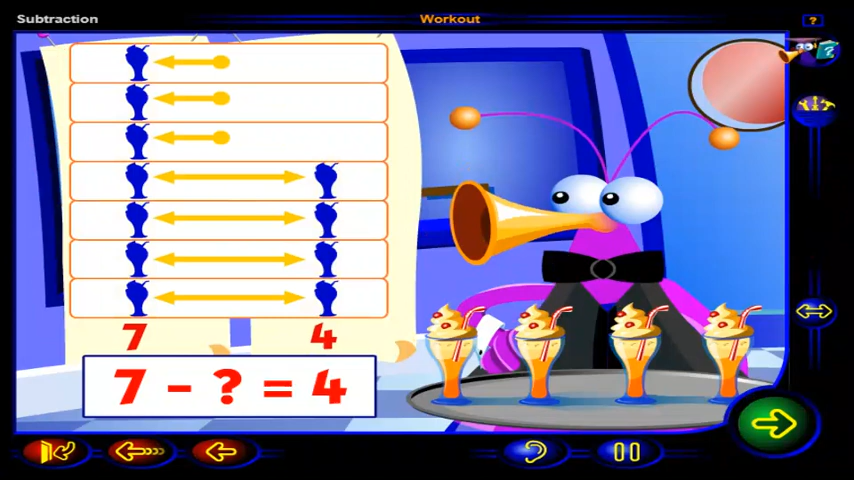 Subtraction
Workout
?
?
7 4
7 - ? = 4